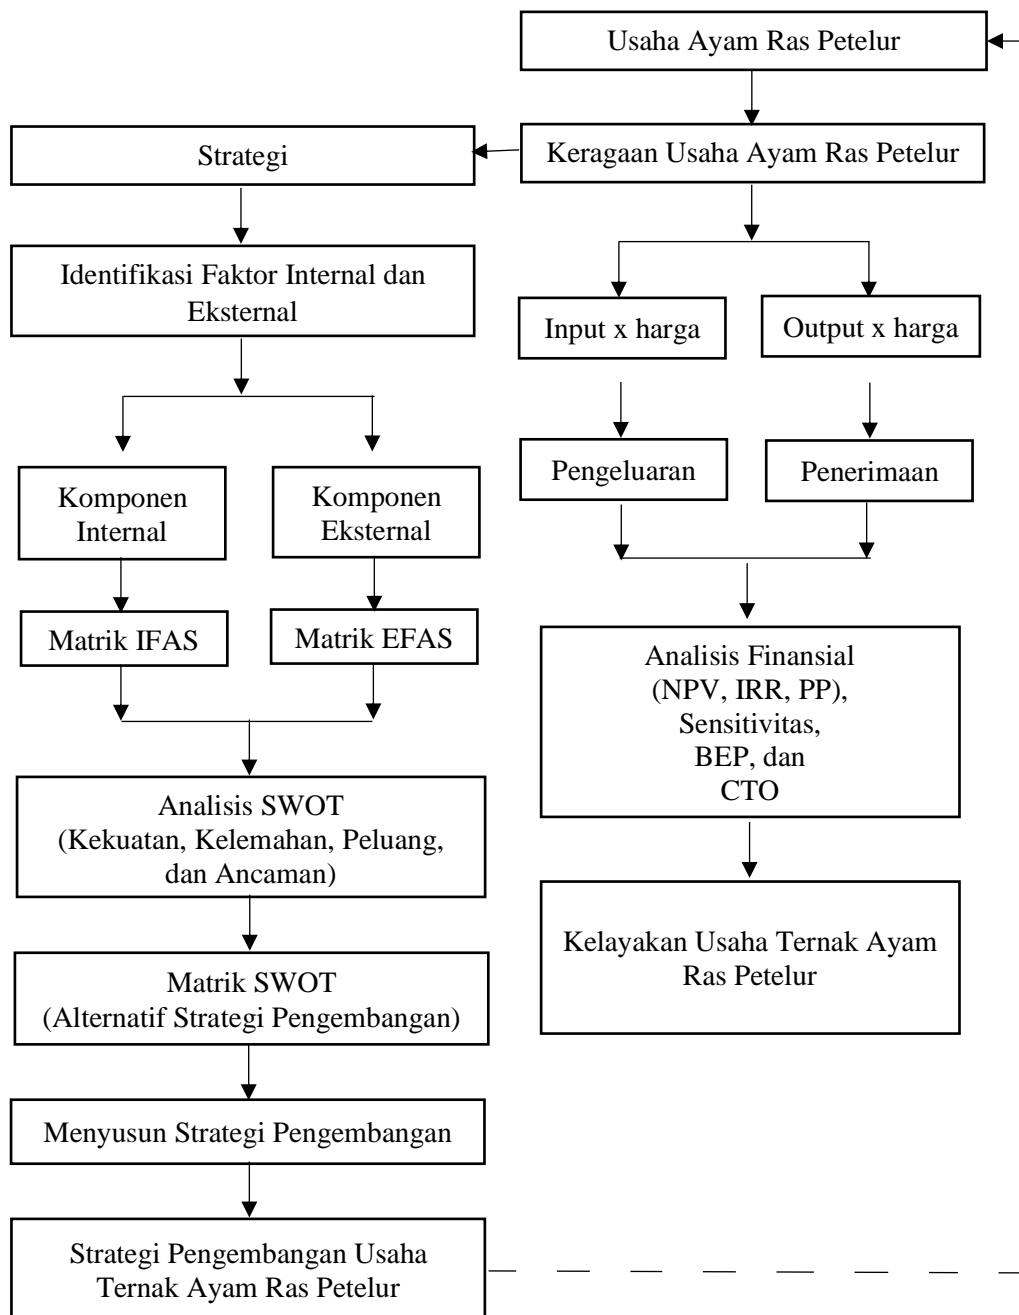 Usaha Ayam Ras Petelur
Keragaan Usaha Ayam Ras Petelur
Strategi
Identifikasi Faktor Internal dan
Eksternal
Input x harga
Output x harga
Pengeluaran
Penerimaan
Komponen
Internal
Komponen
Eksternal
Matrik IFAS
Matrik EFAS
Analisis Finansial
(NPV, IRR, PP),
Sensitivitas,
BEP, dan
CTO
Analisis SWOT
(Kekuatan, Kelemahan, Peluang,
dan Ancaman)
Kelayakan Usaha Ternak Ayam
Ras Petelur
Matrik SWOT
(Alternatif Strategi Pengembangan)
Menyusun Strategi Pengembangan
Strategi Pengembangan Usaha
Ternak Ayam Ras Petelur